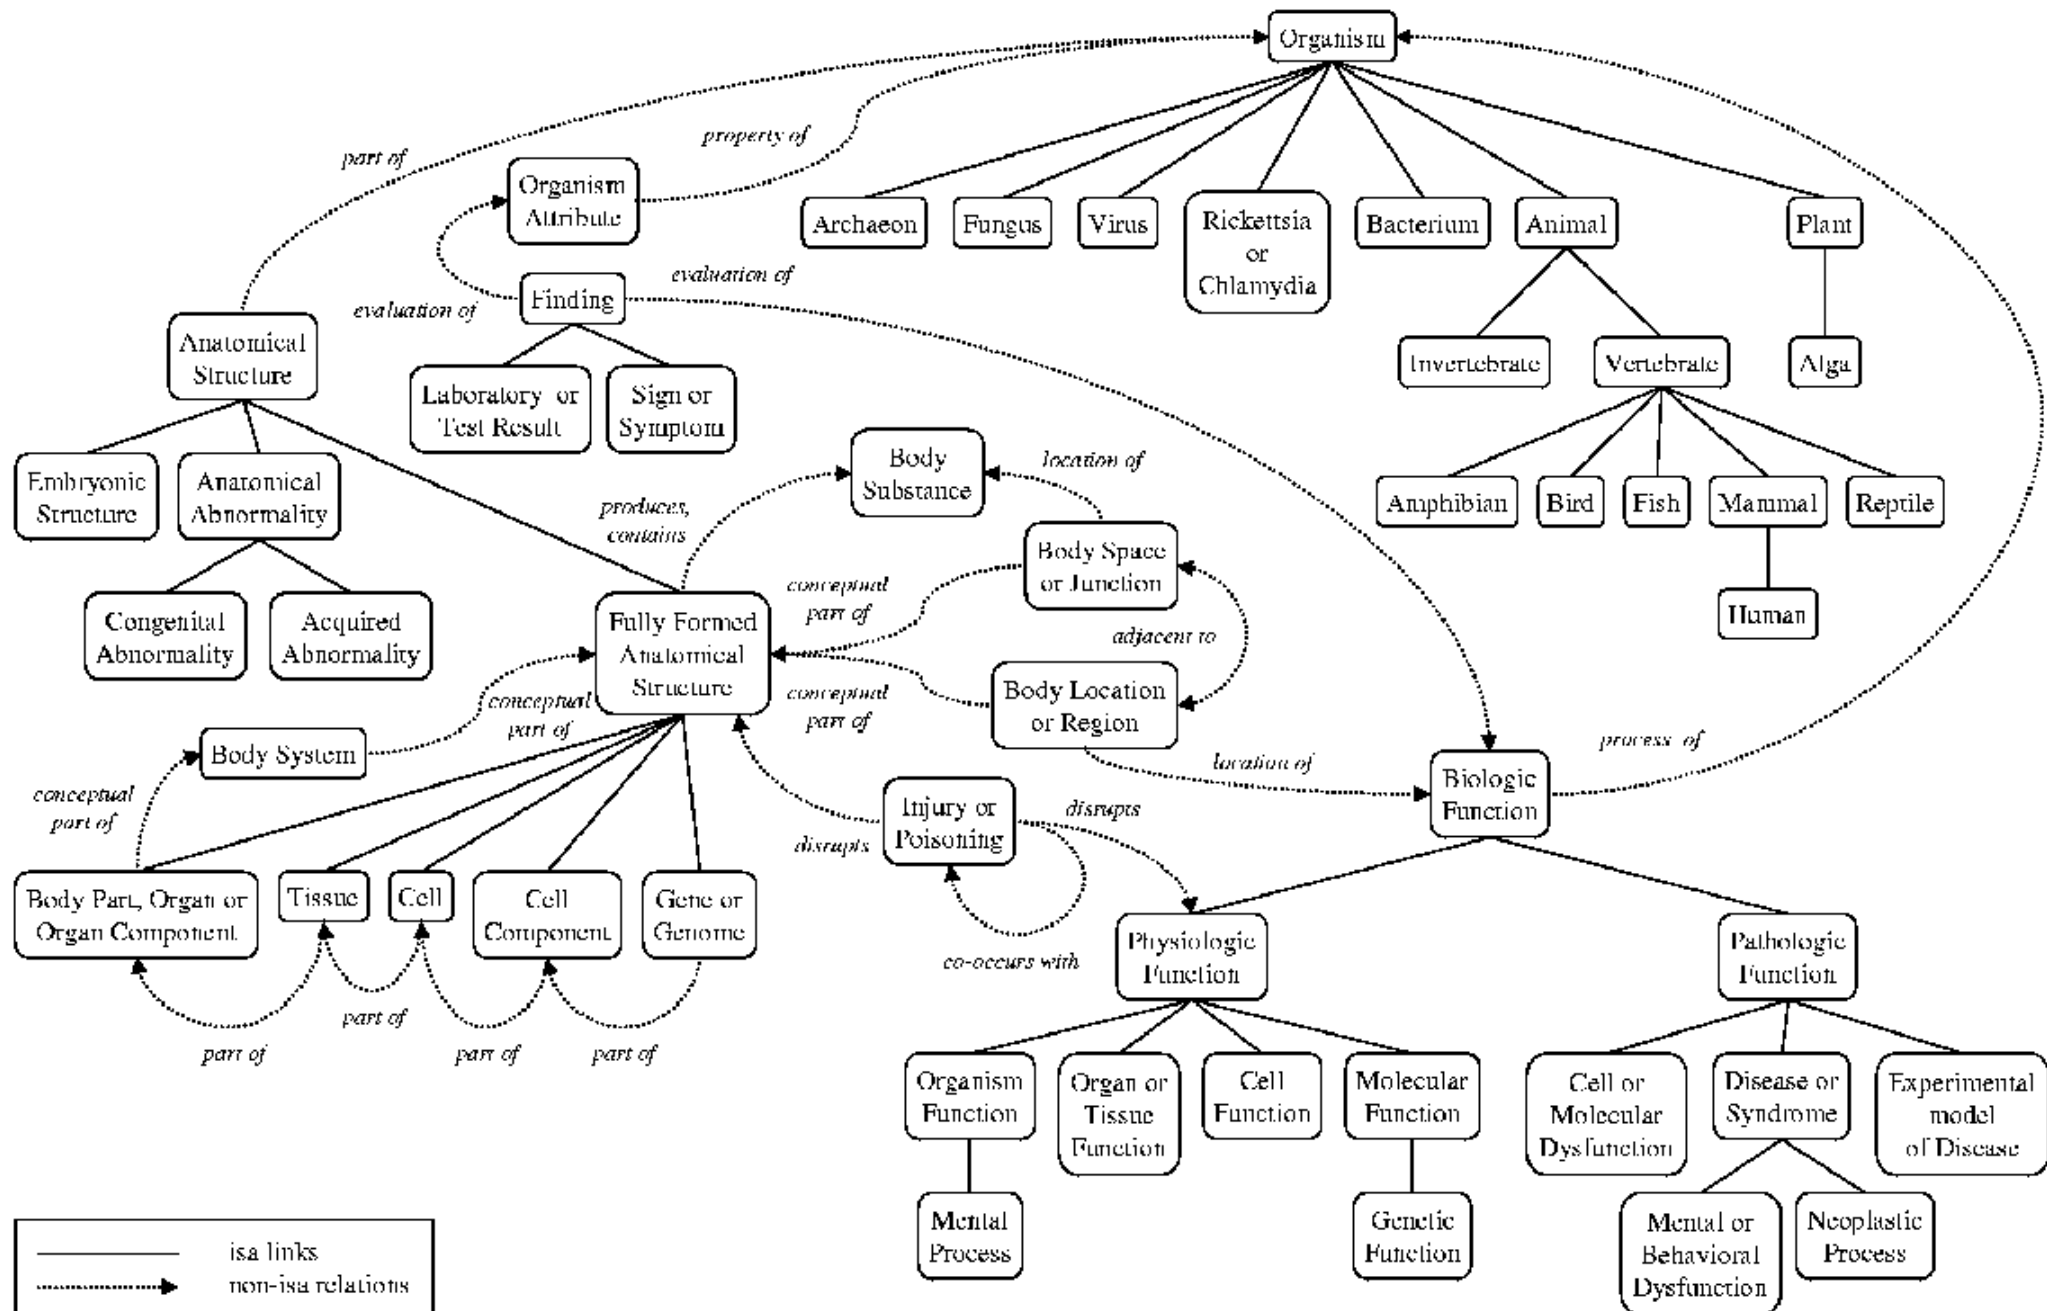 Organism
property of
part of
Organism
Attribute
Archaeon
Fungus
Virus
Rickettsia
or
Chlamydia
Bacterium
Animal
Plant
evaluation of
evaluation of
Finding
Anatomical
Structure
Invertebrate
Vertebrate
Alga
Laboratory or
Test Result
Sign or
Symptom
Body
Substance
location of
Embryonic
Structure
Anatomical
Abnormality
Amphibian
Bird
Fish
Mammal
Reptile
produces,
contains
Body Space
or Junction
conceptual
part of
Human
Congenital
Abnormality
Acquired
Abnormality
Fully Formed
Anatomical
Structure
adjacent to
conceptual
part of
conceptual
part of
Body Location
or Region
Body System
process of
location of
Biologic
Function
conceptual
part of
Injury or
Poisoning
disrupts
disrupts
Body Part, Organ or
Organ Component
Tissue
Cell
Cell
Component
Gene or
Genome
co-occurs with
Physiologic
Function
Pathologic
Function
part of
part of
part of
part of
Organism
Function
Organ or
Tissue
Function
Cell
Function
Molecular
Function
Cell or
Molecular
Dysfunction
Disease or
Syndrome
Experimental
model
of Disease
Mental
Process
Genetic
Function
Mental or
Behavioral
Dysfunction
Neoplastic
Process
isa links
non-isa relations